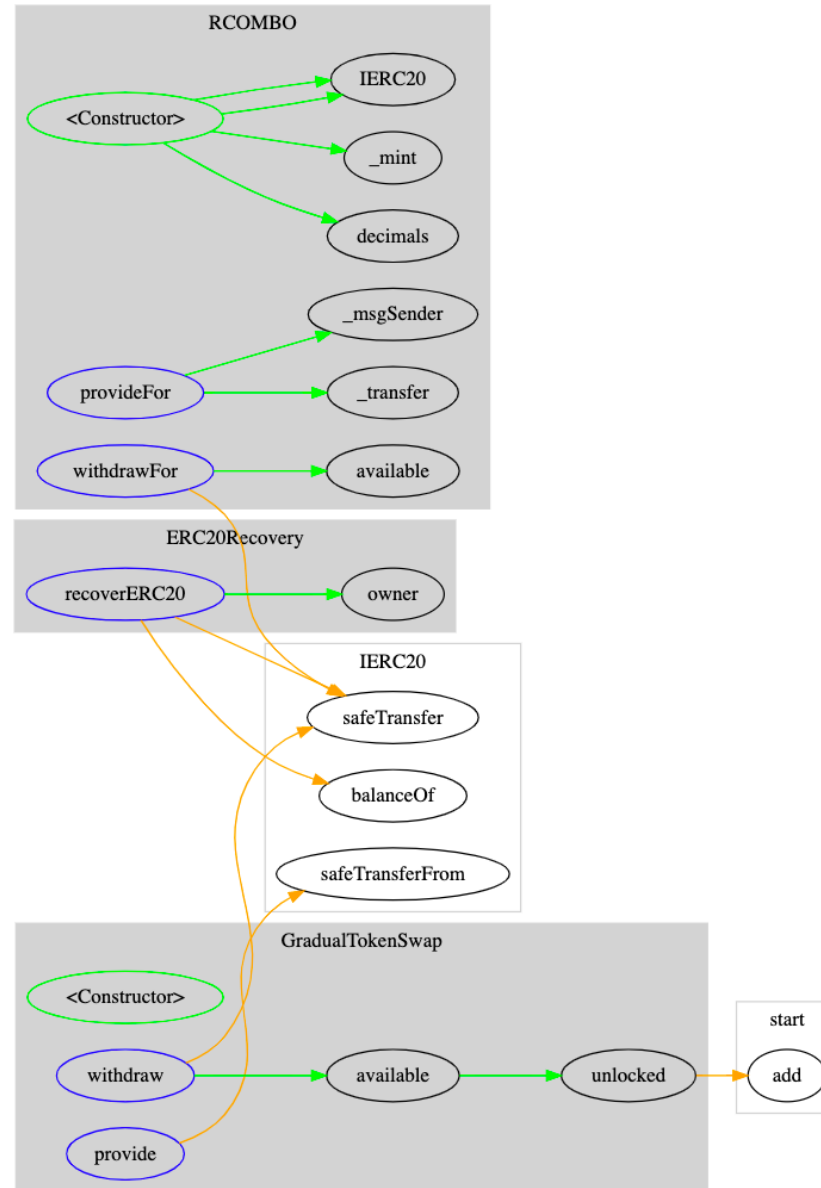 RCOMBO
IERC20
<Constructor>
_mint
decimals
_msgSender
provideFor
_transfer
withdrawFor
available
ERC20Recovery
recoverERC20
owner
IERC20
safeTransfer
balanceOf
safeTransferFrom
GradualTokenSwap
<Constructor>
start
withdraw
available
unlocked
add
provide